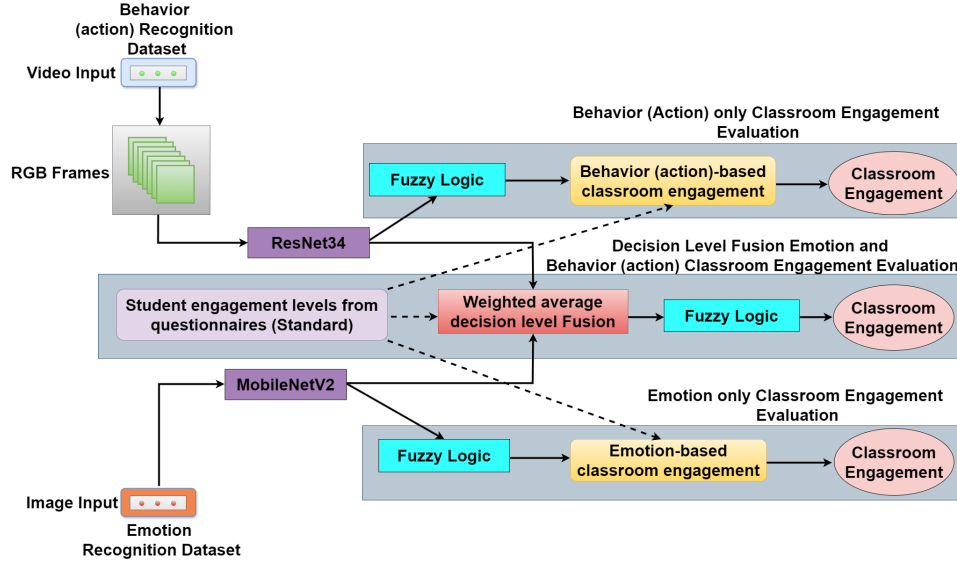 Behavior
(action) Recognition
Dataset
Video Input
RGB Frames
ResNet34
Behavior (Action) only Classroom Engagement
Evaluation
Fuzzy Logic
Behavior (action)-based
classroom engagement
Classroom
Engagement
Decision Level Fusion Emotion and
Behavior (action) Classroom Engagement Evaluation
Student engagement levels from
questionnaires (Standard)
Weighted average
decision level Fusion
Fuzzy Logic
Classroom
Engagement
MobileNetV2
Emotion only Classroom Engagement
Evaluation
Fuzzy Logic
Emotion-based
classroom engagement
Classroom
Engagement
Image Input
Emotion
Recognition Dataset